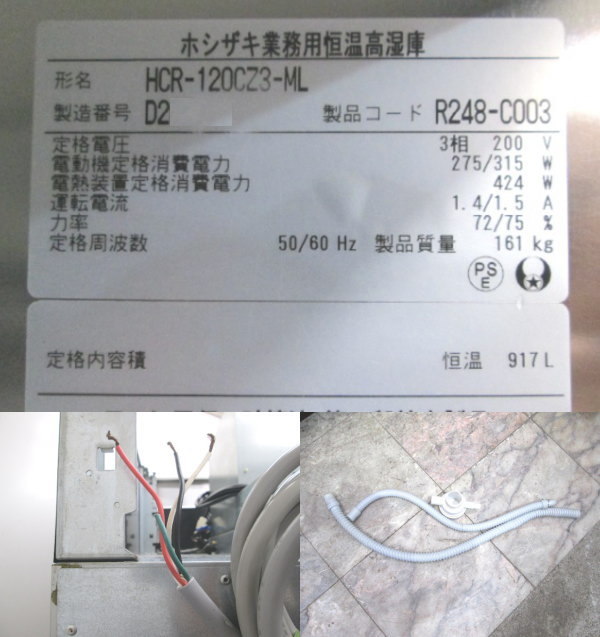 ホシザキ業務用恒温高湿庫
形名 HCR-120CZ3-ML
製造番号 D2 製品コード R248-C003
定格電圧 3相 200 V
電動機定格消費電力 275/315 W
電熱装置定格消費電力 424 W
運転電流 1.4/1.5 A
力率 72/75 %
定格周波数 50/60 Hz 製品質量 161 kg
PS
E
定格内容積 恒温 917 L